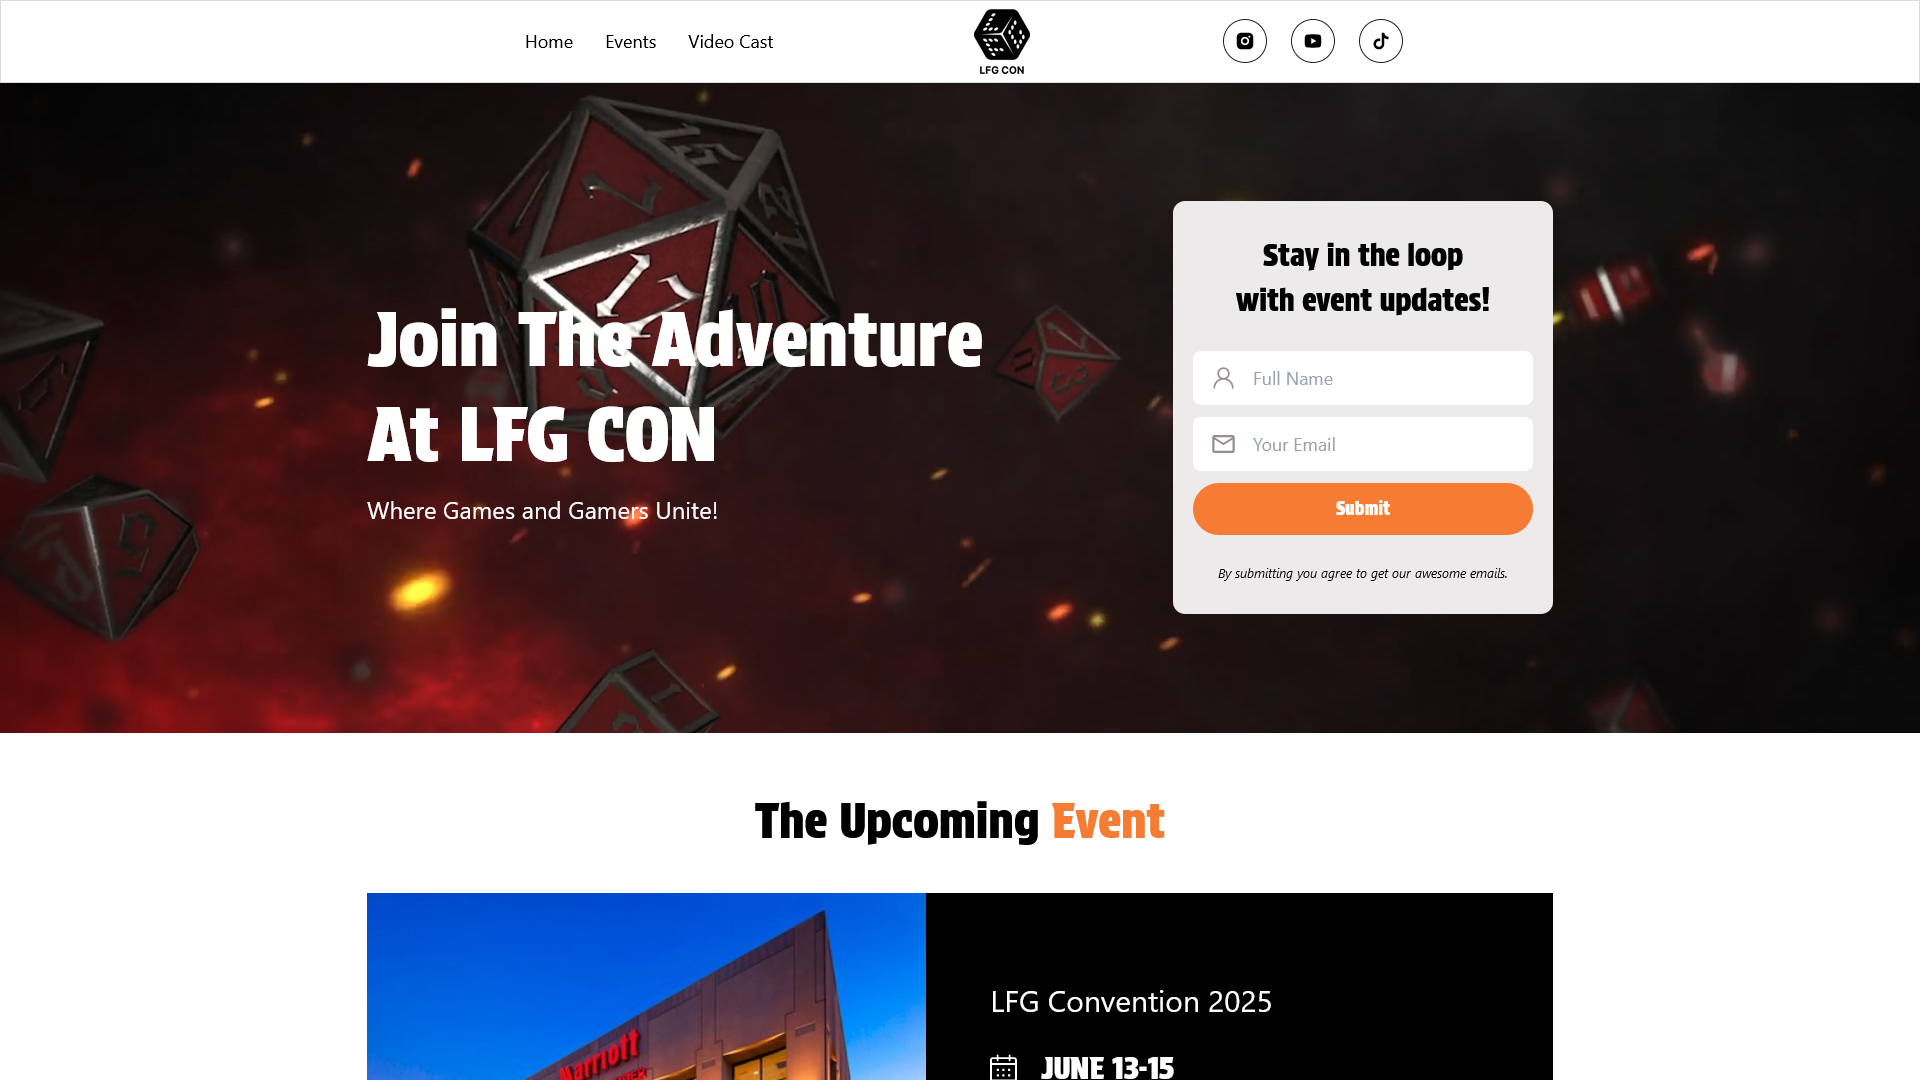 Home
Events
Video Cast
LFG CON
Join The Adventure
At LFG CON
Where Games and Gamers Unite!
Stay in the loop
with event updates!
Full Name
Your Email
Submit
By submitting you agree to get our awesome emails.
The Upcoming Event
Marriott
LFG Convention 2025
JUNE 13-15